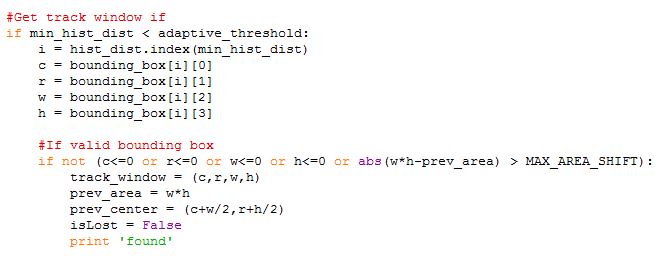 #Get track window if
if min_hist_dist < adaptive_threshold:
    i = hist_dist.index(min_hist_dist)
    c = bounding_box[i][0]
    r = bounding_box[i][1]
    w = bounding_box[i][2]
    h = bounding_box[i][3]

    #If valid bounding box
    if not (c<=0 or r<=0 or w<=0 or h<=0 or abs(w*h-prev_area) > MAX_AREA_SHIFT):
        track_window = (c,r,w,h)
        prev_area = w*h
        prev_center = (c+w/2,r+h/2)
        isLost = False
        print 'found'